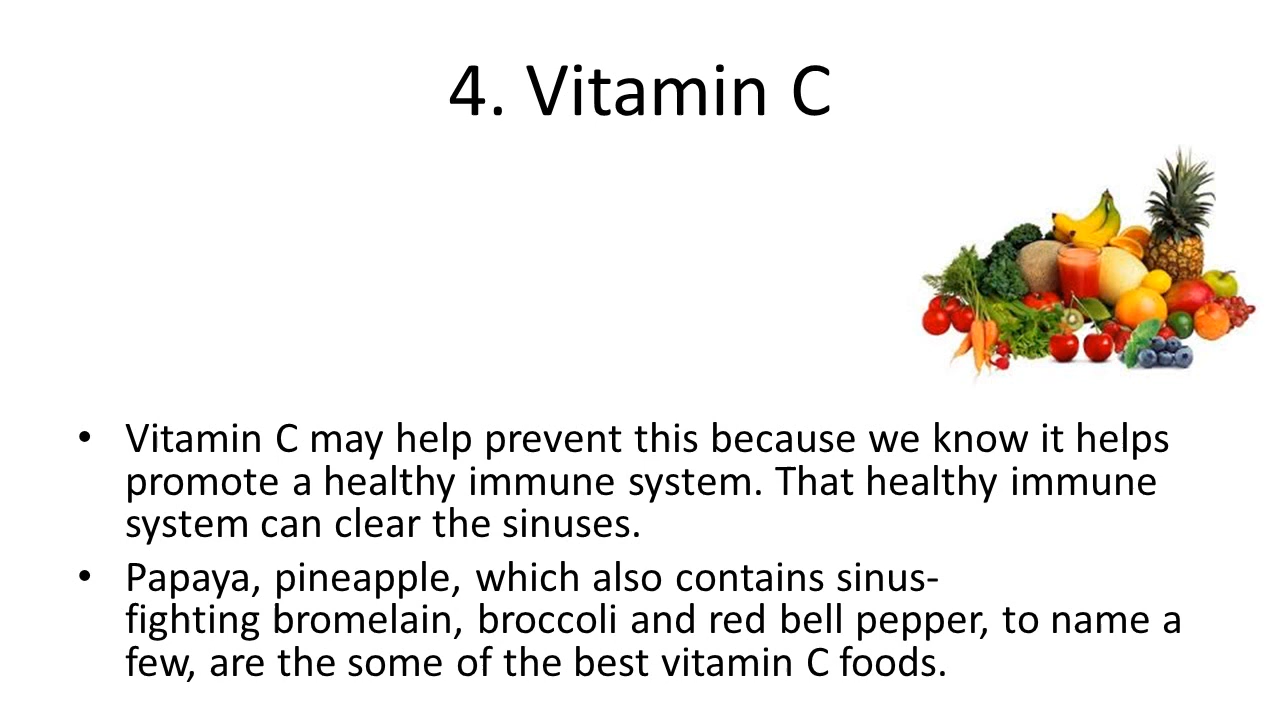 4. Vitamin C
• Vitamin C may help prevent this because we know it helps
promote a healthy immune system. That healthy immune
system can clear the sinuses.
• Papaya, pineapple, which also contains sinus-
fighting bromelain, broccoli and red bell pepper, to name a
few, are the some of the best vitamin C foods.